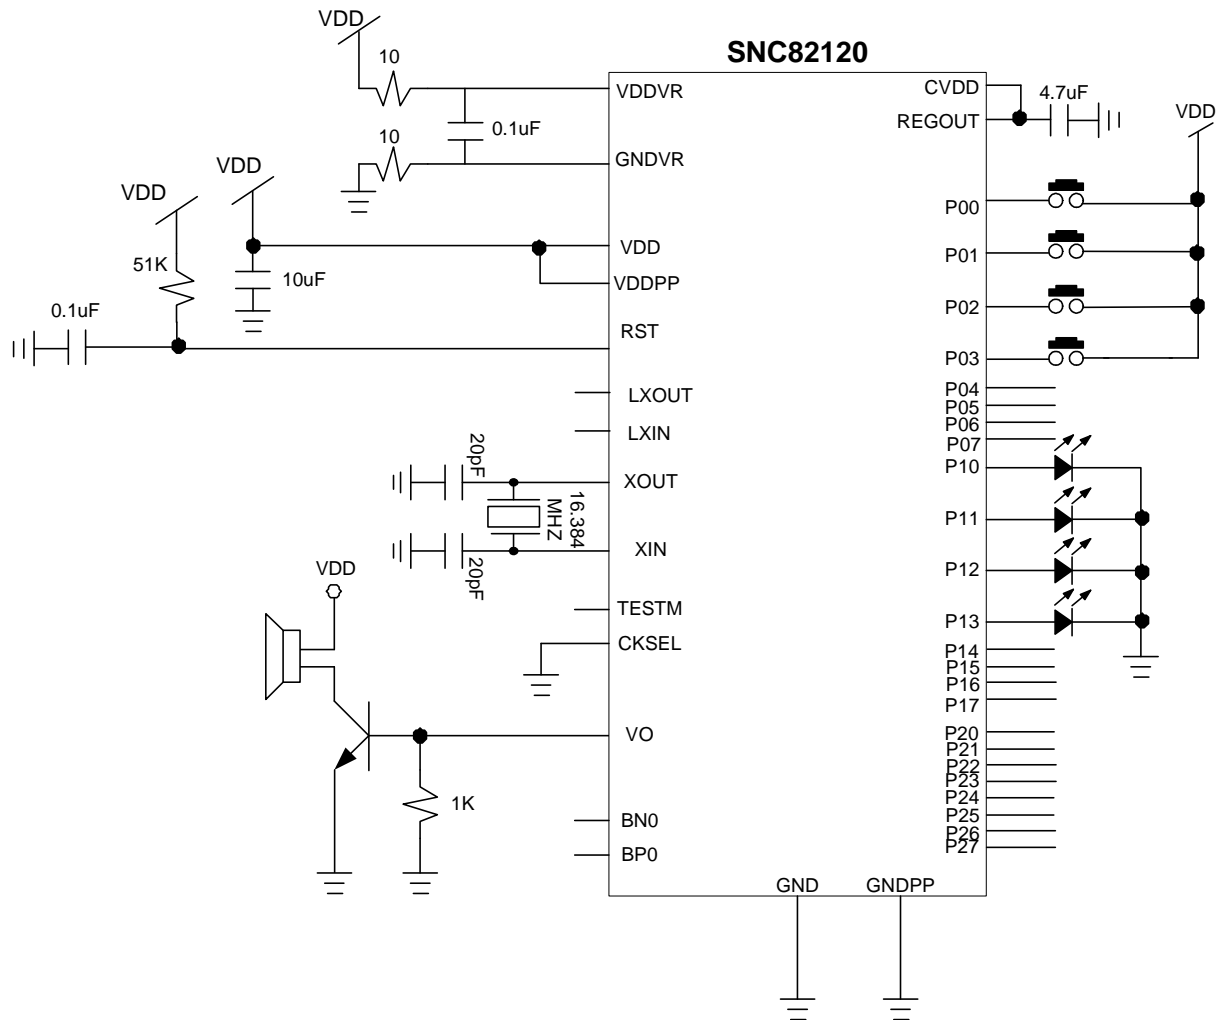 SNC82120
VDD
10
VDDVR
0.1uF
10
GNDVR
VDD
VDD
VDD
VDDPP
10uF
51K
0.1uF
RST
LXOUT
LXIN
20pF
XOUT
16.384
MHZ
XIN
20pF
VDD
TESTM
CKSEL
VO
1K
BN0
BP0
GND
GNDPP
CVDD
4.7uF
REGOUT
VDD
P00
P01
P02
P03
P04
P05
P06
P07
P10
P11
P12
P13
P14
P15
P16
P17
P20
P21
P22
P23
P24
P25
P26
P27